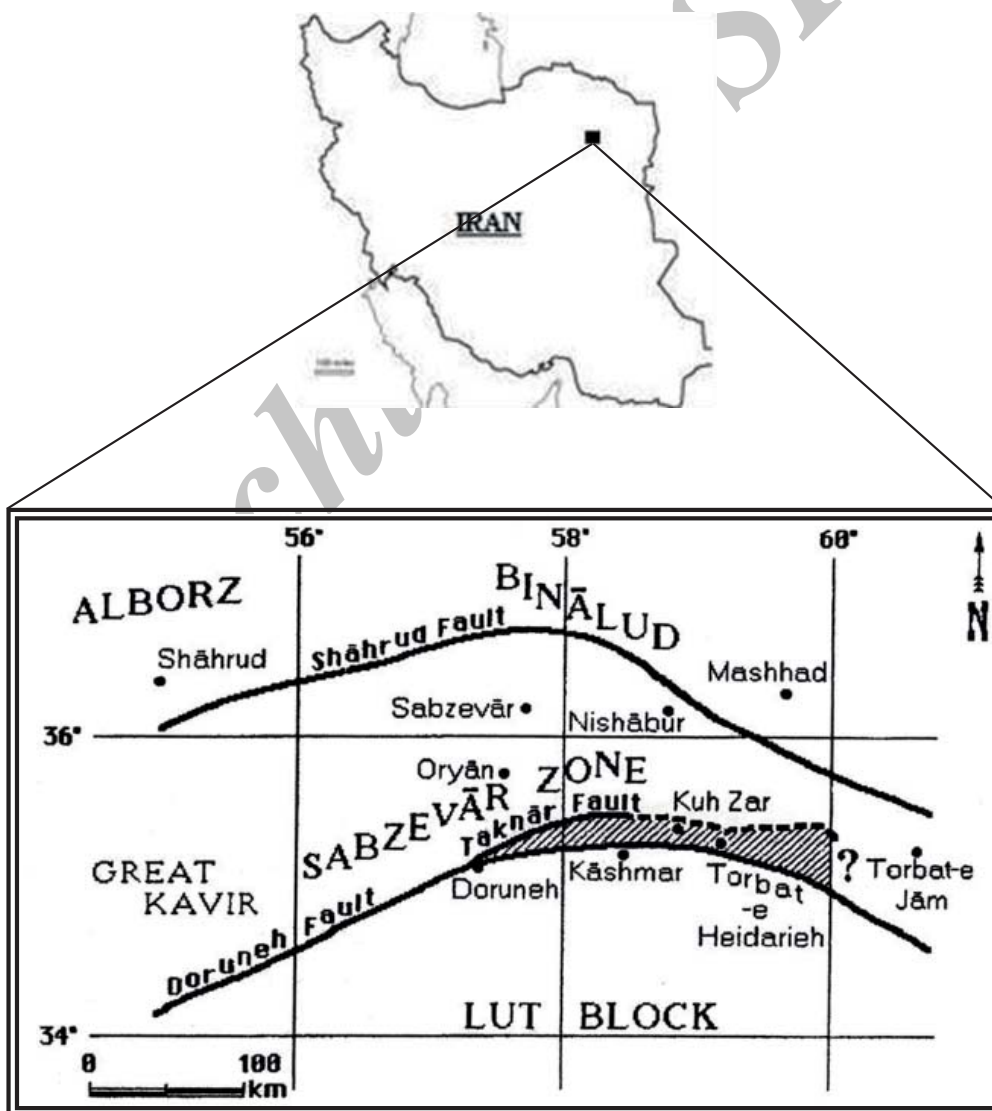 IRAN
56° 58° 60°
ALBORZ
BINĀLUD
N
Shāhrud Fault
Shāhrud
Mashhad
Sabzevār
Nishābūr
36°
Oryān
SABZEVĀR ZONE
Taknār Fault
Kuh Zar
?
GREAT
KAVIR
Doruneh
Kāshmar
Torbat
-e
Heidarieh
Torbat-e
Jām
Doruneh Fault
LUT BLOCK
34°
0 100
km